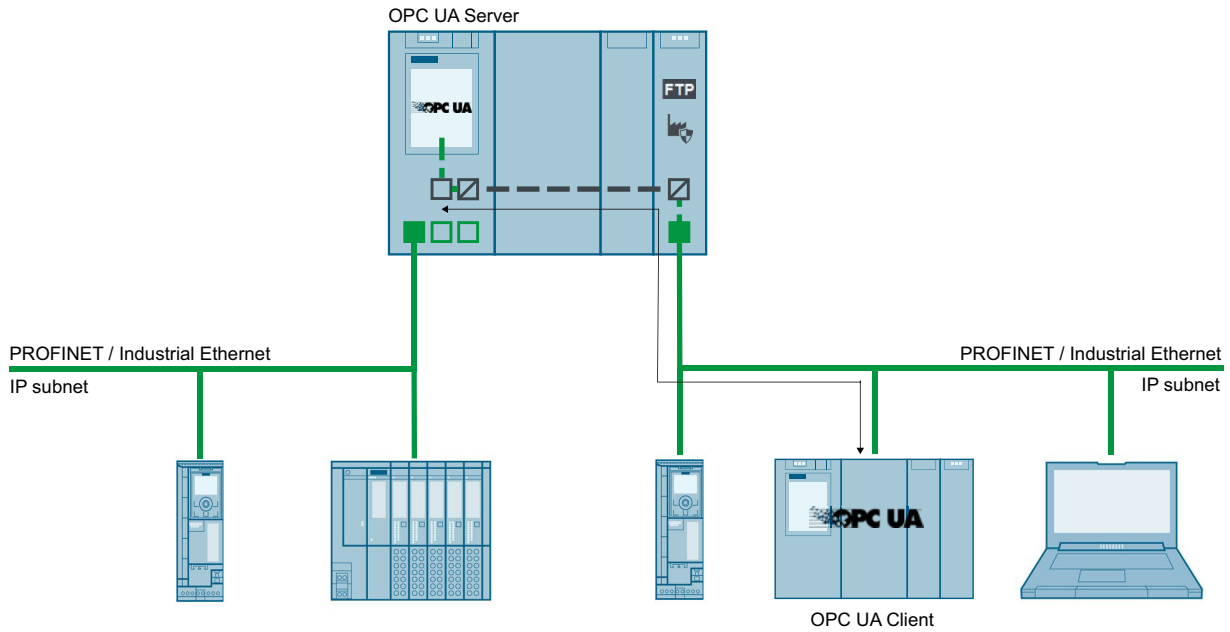 OPC UA Server
OPC UA
FTP
PROFINET / Industrial Ethernet
IP subnet
PROFINET / Industrial Ethernet
IP subnet
OPC UA
OPC UA Client